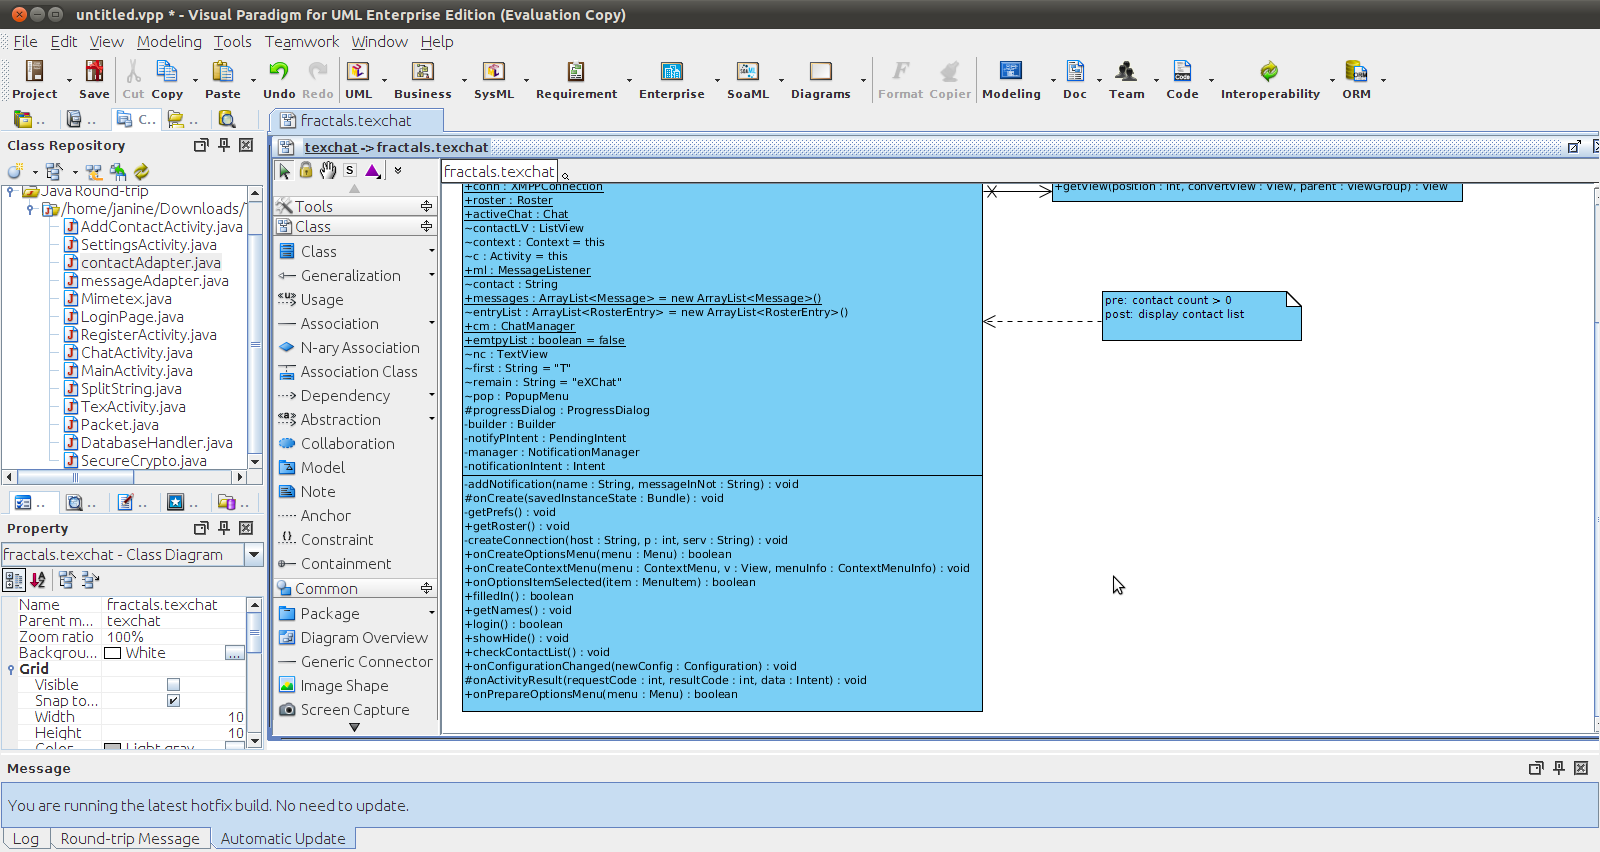 untitled.vpp * - Visual Paradigm for UML Enterprise Edition (Evaluation Copy)
File Edit View Modeling Tools Teamwork Window Help
Project Save Cut Copy Paste Undo Redo UML Business SysML Requirement Enterprise SoaML Diagrams Format Copier Modeling Doc Team Code Interoperability ORM
C..
fractals.texchat
Class Repository
texchat->fractals.texchat
fractals.texchat
Java Round-trip
/home/janine/Downloads/
AddContactActivity.java
SettingsActivity.java
contactAdapter.java
messageAdapter.java
Mimetex.java
LoginPage.java
RegisterActivity.java
ChatActivity.java
MainActivity.java
SplitString.java
TexActivity.java
Packet.java
DatabaseHandler.java
SecureCrypto.java
Property
fractals.texchat - Class Diagram
Name fractals.texchat
Parent m... texchat
Zoom ratio 100%
Backgrou... White
Grid
Visible
Snap to...
Width 10
Height 10
Color Light gray
Tools
Class
Class
Generalization
Usage
Association
N-ary Association
Association Class
Dependency
Abstraction
Collaboration
Model
Note
Anchor
Constraint
Containment
Common
Package
Diagram Overview
Generic Connector
Image Shape
Screen Capture
+conn : XMPPConnection
+roster : Roster
+activeChat : Chat
~contactLV : ListView
~context : Context = this
~c : Activity = this
+ml : MessageListener
~contact : String
+messages : ArrayList<Message> = new ArrayList<Message>()
~entryList : ArrayList<RosterEntry> = new ArrayList<RosterEntry>()
+cm : ChatManager
+emtpyList : boolean = false
~nc : TextView
~first : String = "T"
~remain : String = "eXChat"
~pop : PopupMenu
#progressDialog : ProgressDialog
-builder : Builder
-notifyPIntent : PendingIntent
-manager : NotificationManager
-notificationIntent : Intent
-addNotification(name : String, messageInNot : String) : void
#onCreate(savedInstanceState : Bundle) : void
-getPrefs() : void
+getRoster() : void
-createConnection(host : String, p : int, serv : String) : void
+onCreateOptionsMenu(menu : Menu) : boolean
+onCreateContextMenu(menu : ContextMenu, v : View, menuInfo : ContextMenuInfo) : void
+onOptionsItemSelected(item : MenuItem) : boolean
+filledIn() : boolean
+getNames() : void
+login() : boolean
+showHide() : void
+checkContactList() : void
+onConfigurationChanged(newConfig : Configuration) : void
#onActivityResult(requestCode : int, resultCode : int, data : Intent) : void
+onPrepareOptionsMenu(menu : Menu) : boolean
+getView(position : int, convertView : View, parent : ViewGroup) : View
pre: contact count > 0
post: display contact list
Message
You are running the latest hotfix build. No need to update.
Log Round-trip Message Automatic Update